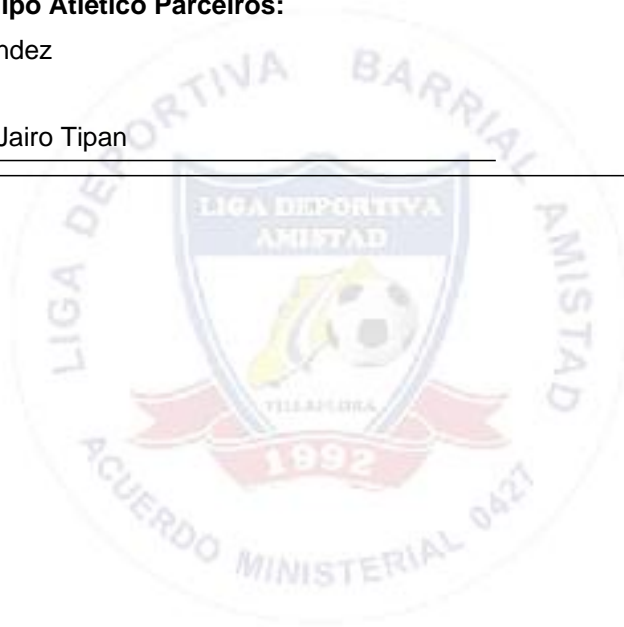 ipo Atlético Parceiros:
ndez
Jairo Tipan
LIGA DEPORTIVA BARRIAL AMISTAD
LIGA DEPORTIVA
AMISTAD
VILLAFLORA
1992
ACUERDO MINISTERIAL 0427